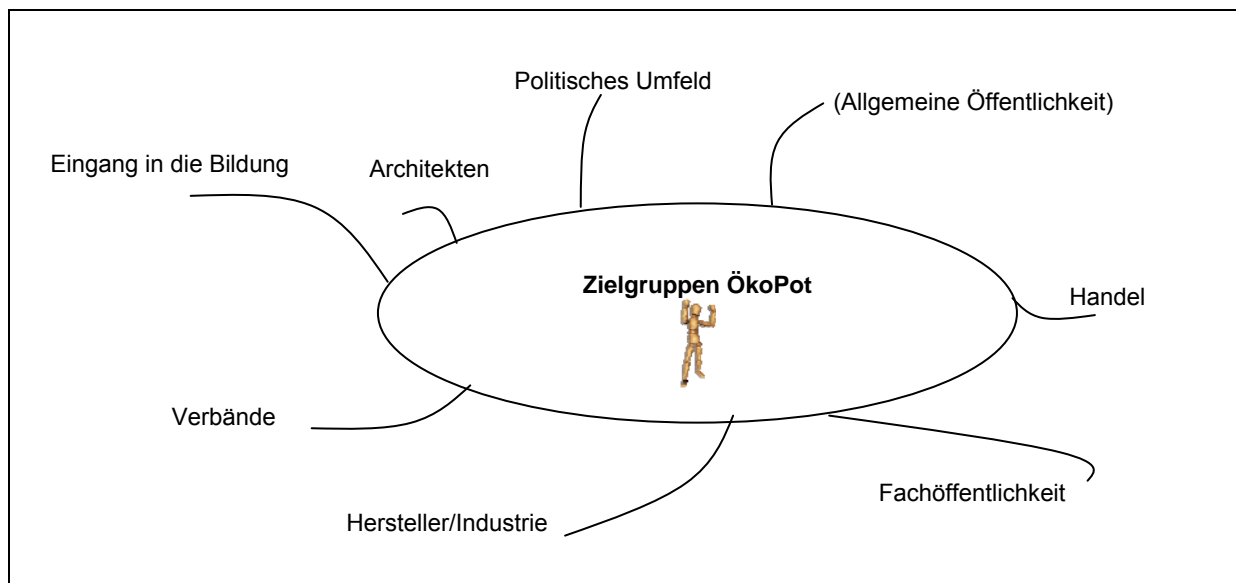 Politisches Umfeld
(Allgemeine Öffentlichkeit)
Eingang in die Bildung
Architekten
Zielgruppen ÖkoPot
Handel
Verbände
Fachöffentlichkeit
Hersteller/Industrie